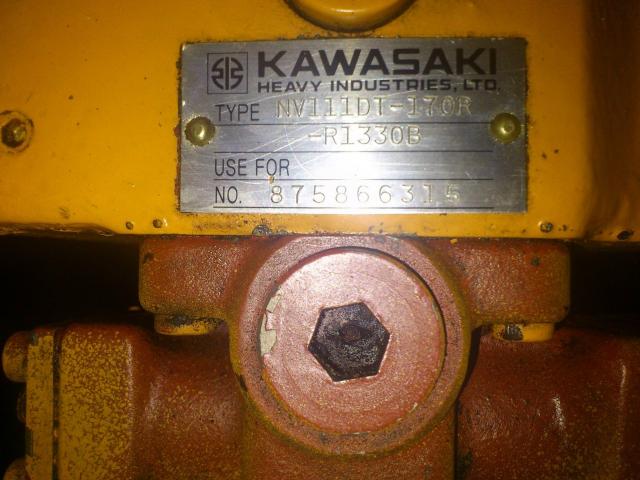 KAWASAKI
HEAVY INDUSTRIES, LTD.
TYPE NV111DT-170R
-R1330B
USE FOR
NO. 875866315